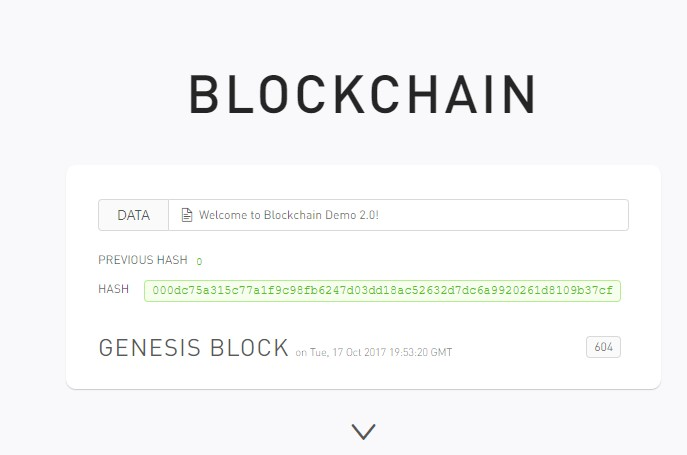 BLOCKCHAIN
DATA Welcome to Blockchain Demo 2.0!
PREVIOUS HASH 0
HASH 000dc75a315c77a1f9c98fb6247d03dd18ac52632d7dc6a9920261d8109b37cf
GENESIS BLOCK on Tue, 17 Oct 2017 19:53:20 GMT 604